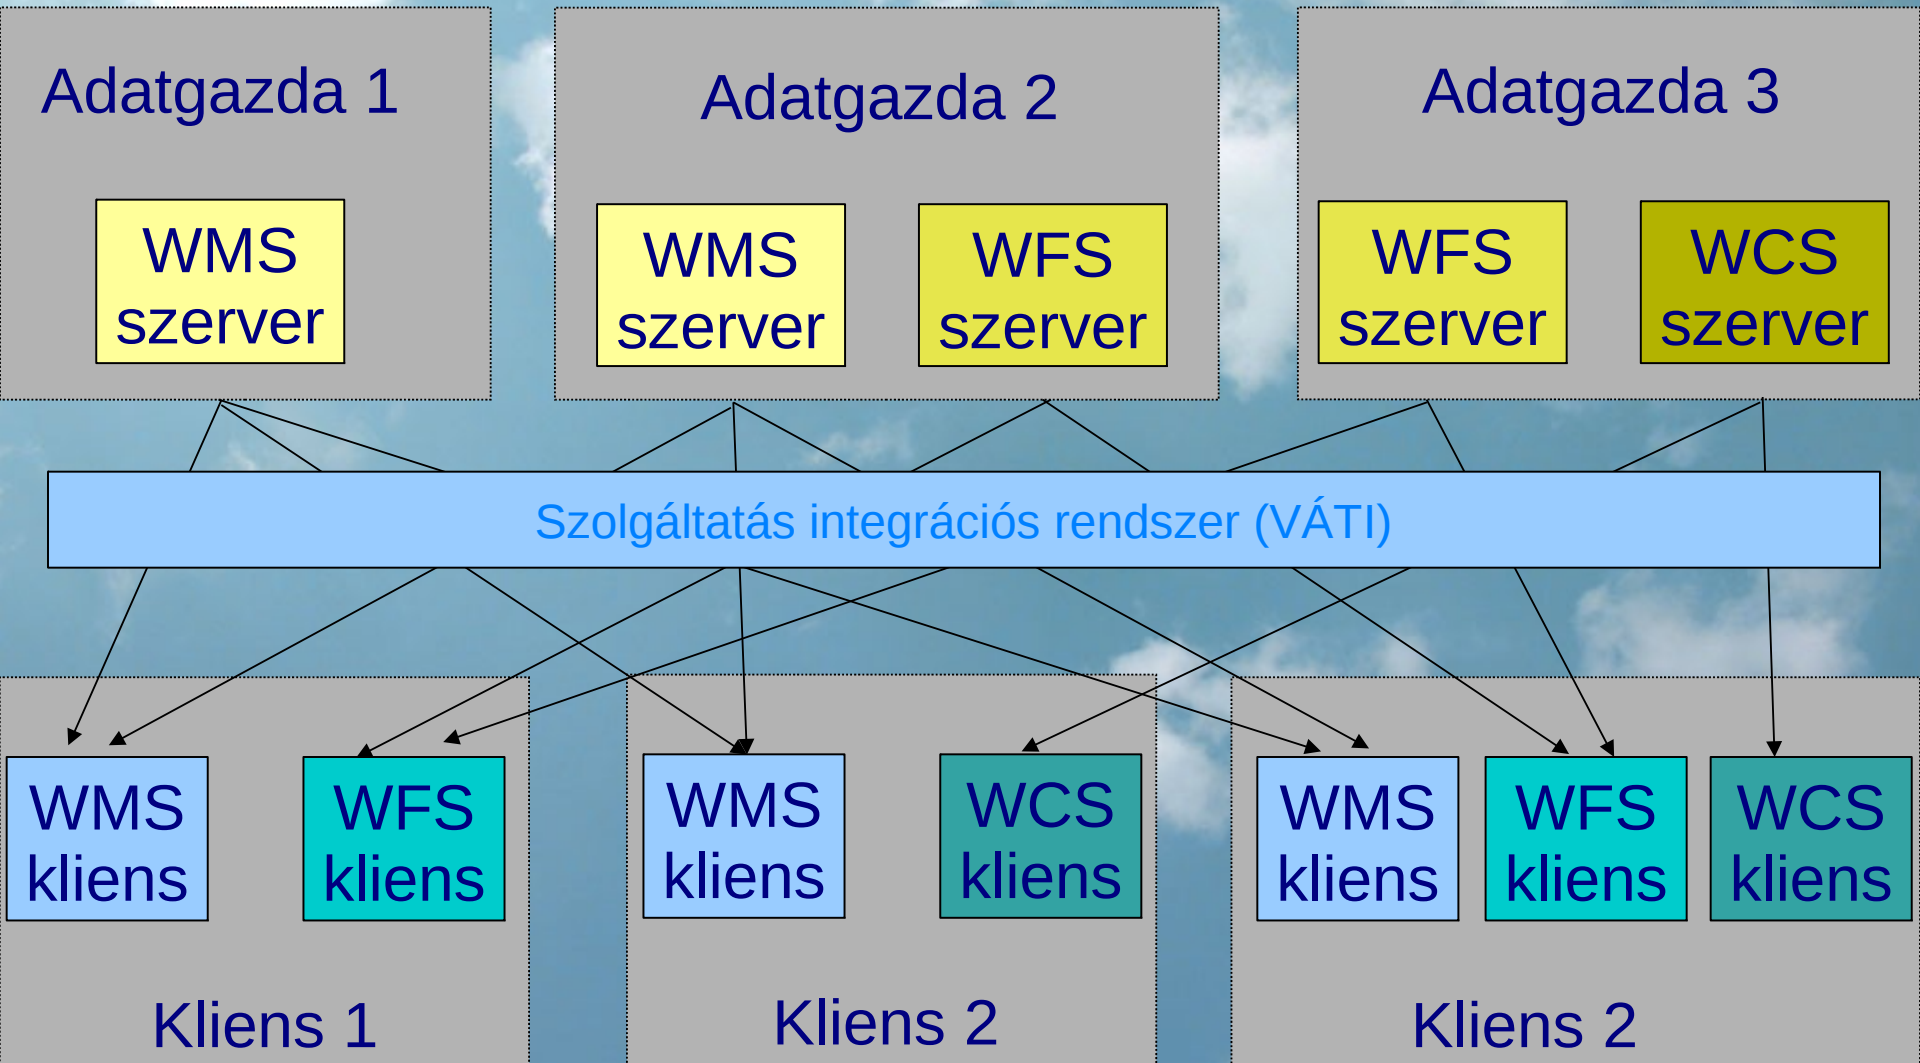 Adatgazda 1
Adatgazda 2
Adatgazda 3
WMS
szerver
WMS
szerver
WFS
szerver
WFS
szerver
WCS
szerver
Szolgáltatás integrációs rendszer (VÁTI)
WMS
kliens
WFS
kliens
WMS
kliens
WCS
kliens
WMS
kliens
WFS
kliens
WCS
kliens
Kliens 1
Kliens 2
Kliens 2